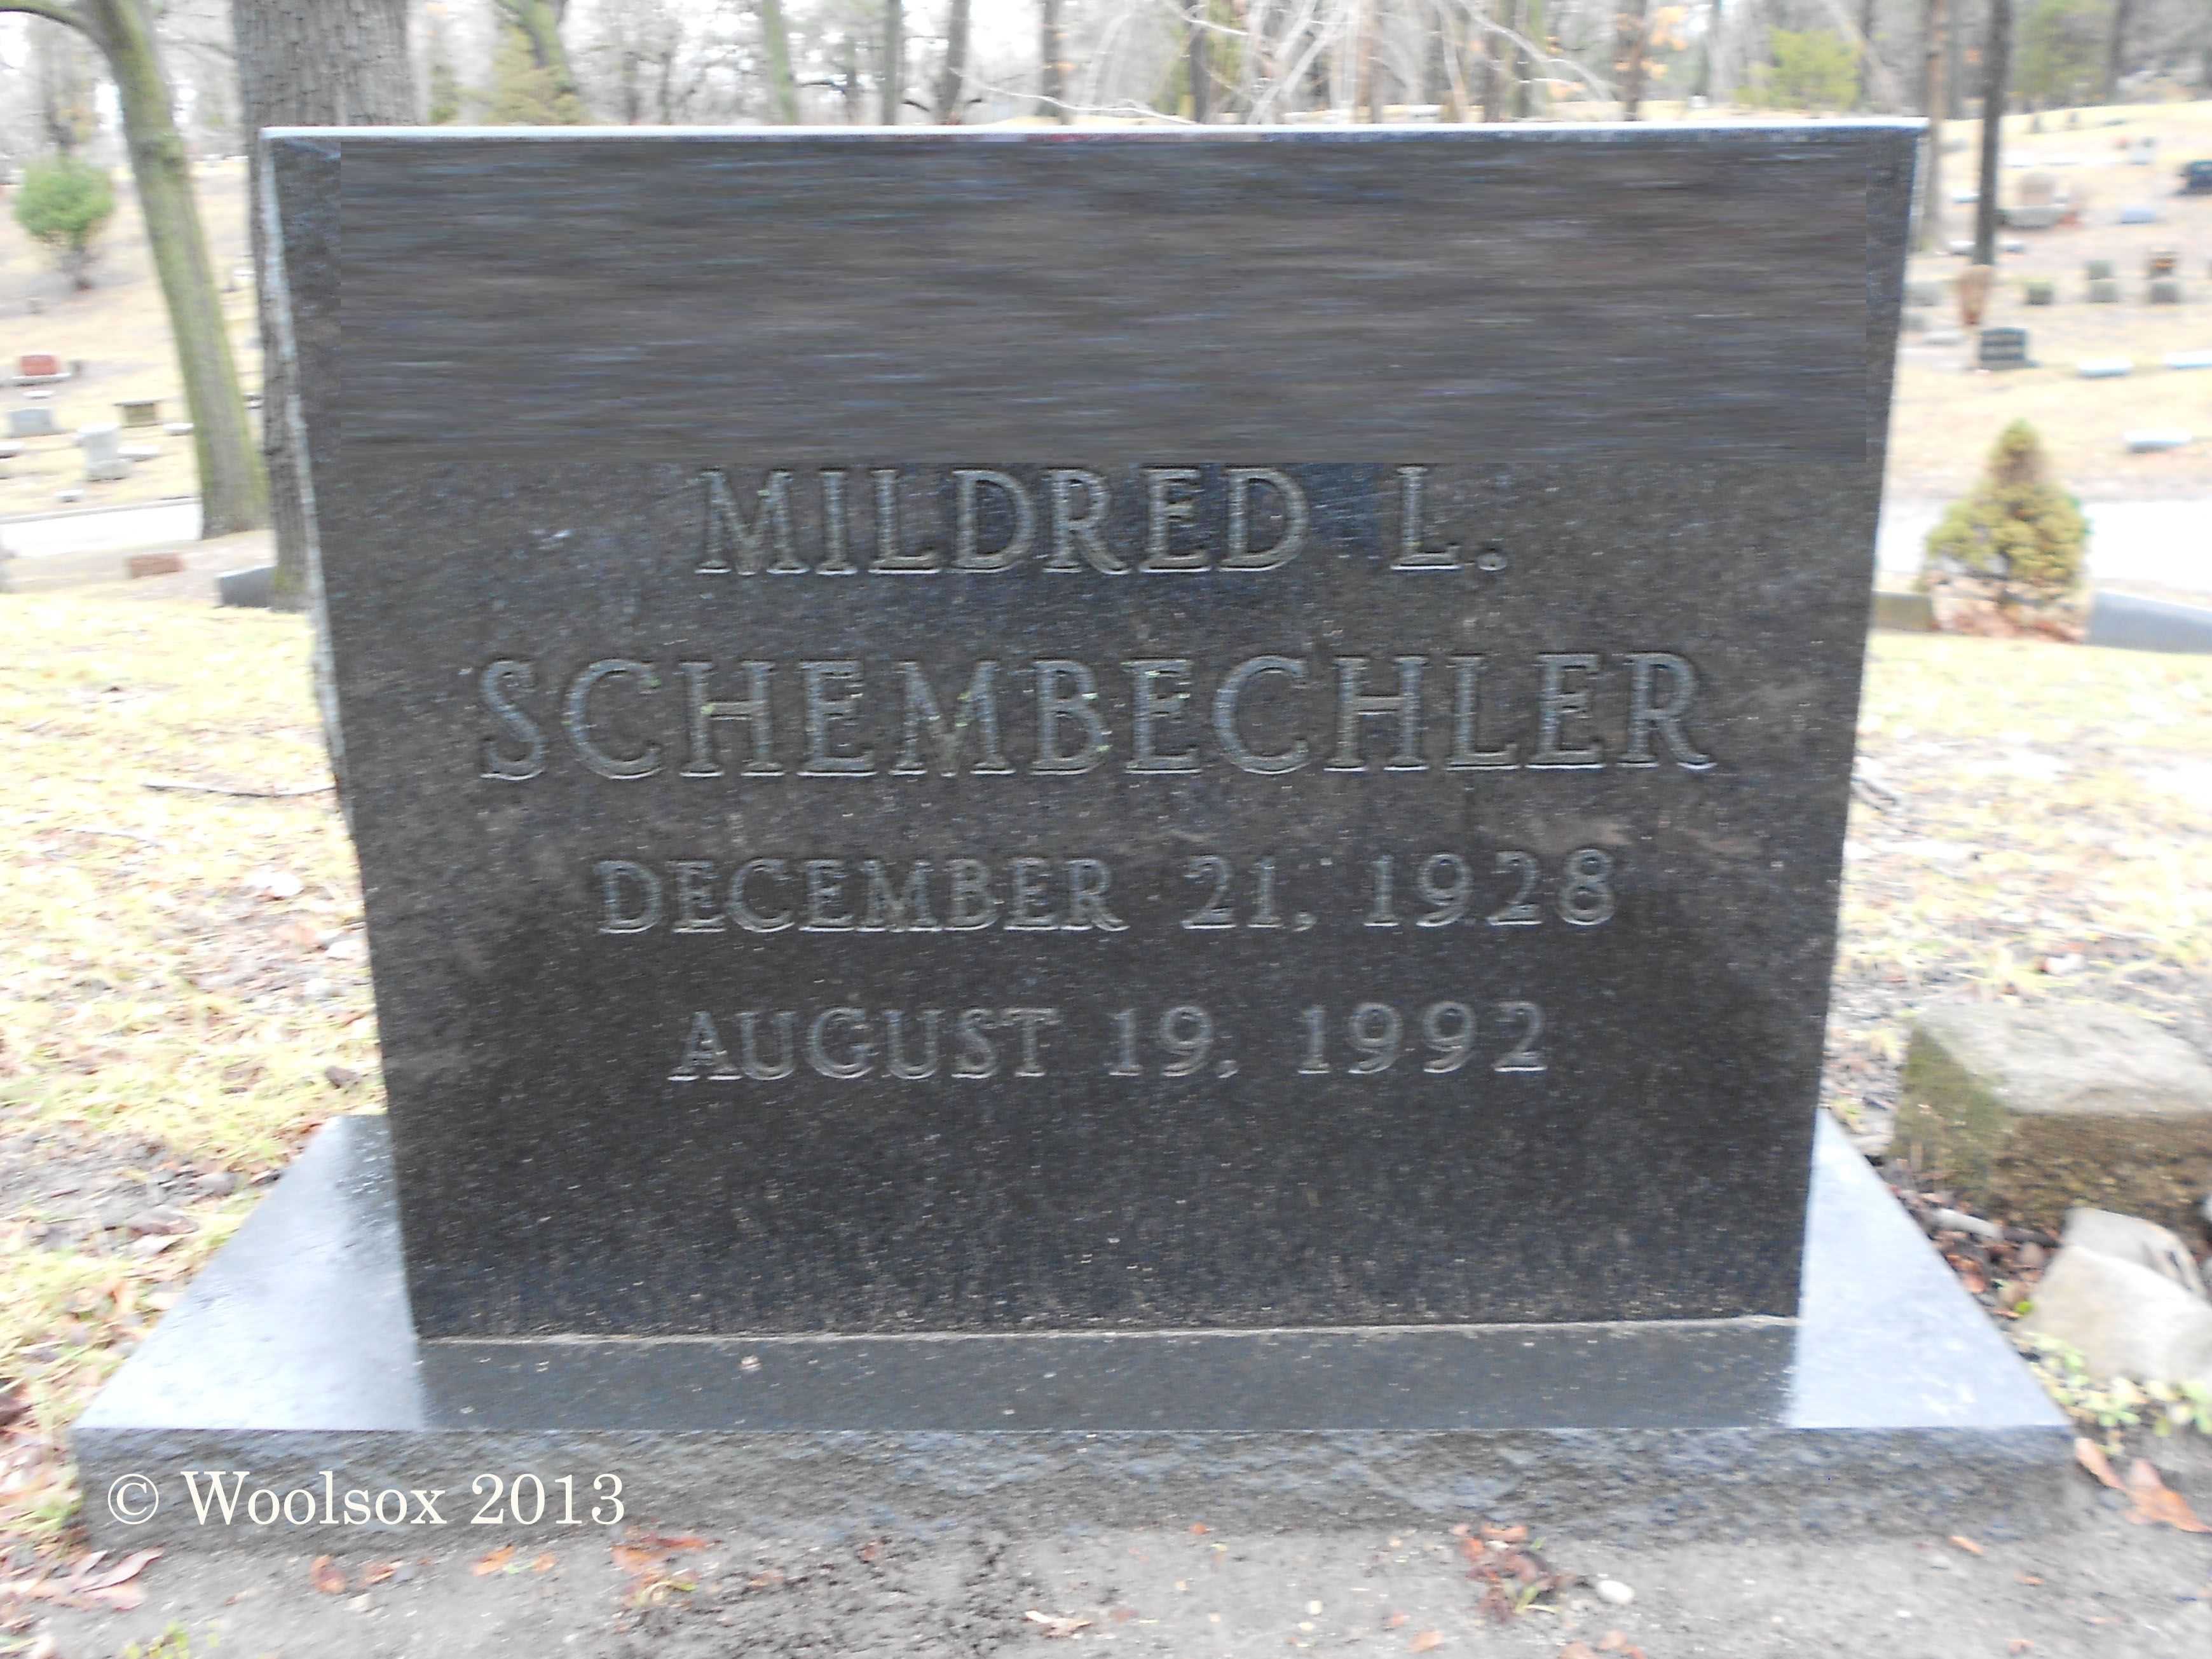 MILDRED L.
SCHEMBECHLER
DECEMBER 21, 1928
AUGUST 19, 1992
© Woolsox 2013